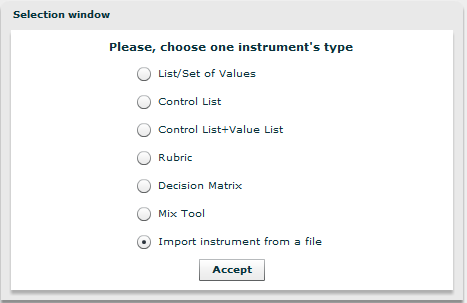 Selection window
Please, choose one instrument's type
List/Set of Values
Control List
Control List+Value List
Rubric
Decision Matrix
Mix Tool
Import instrument from a file
Accept